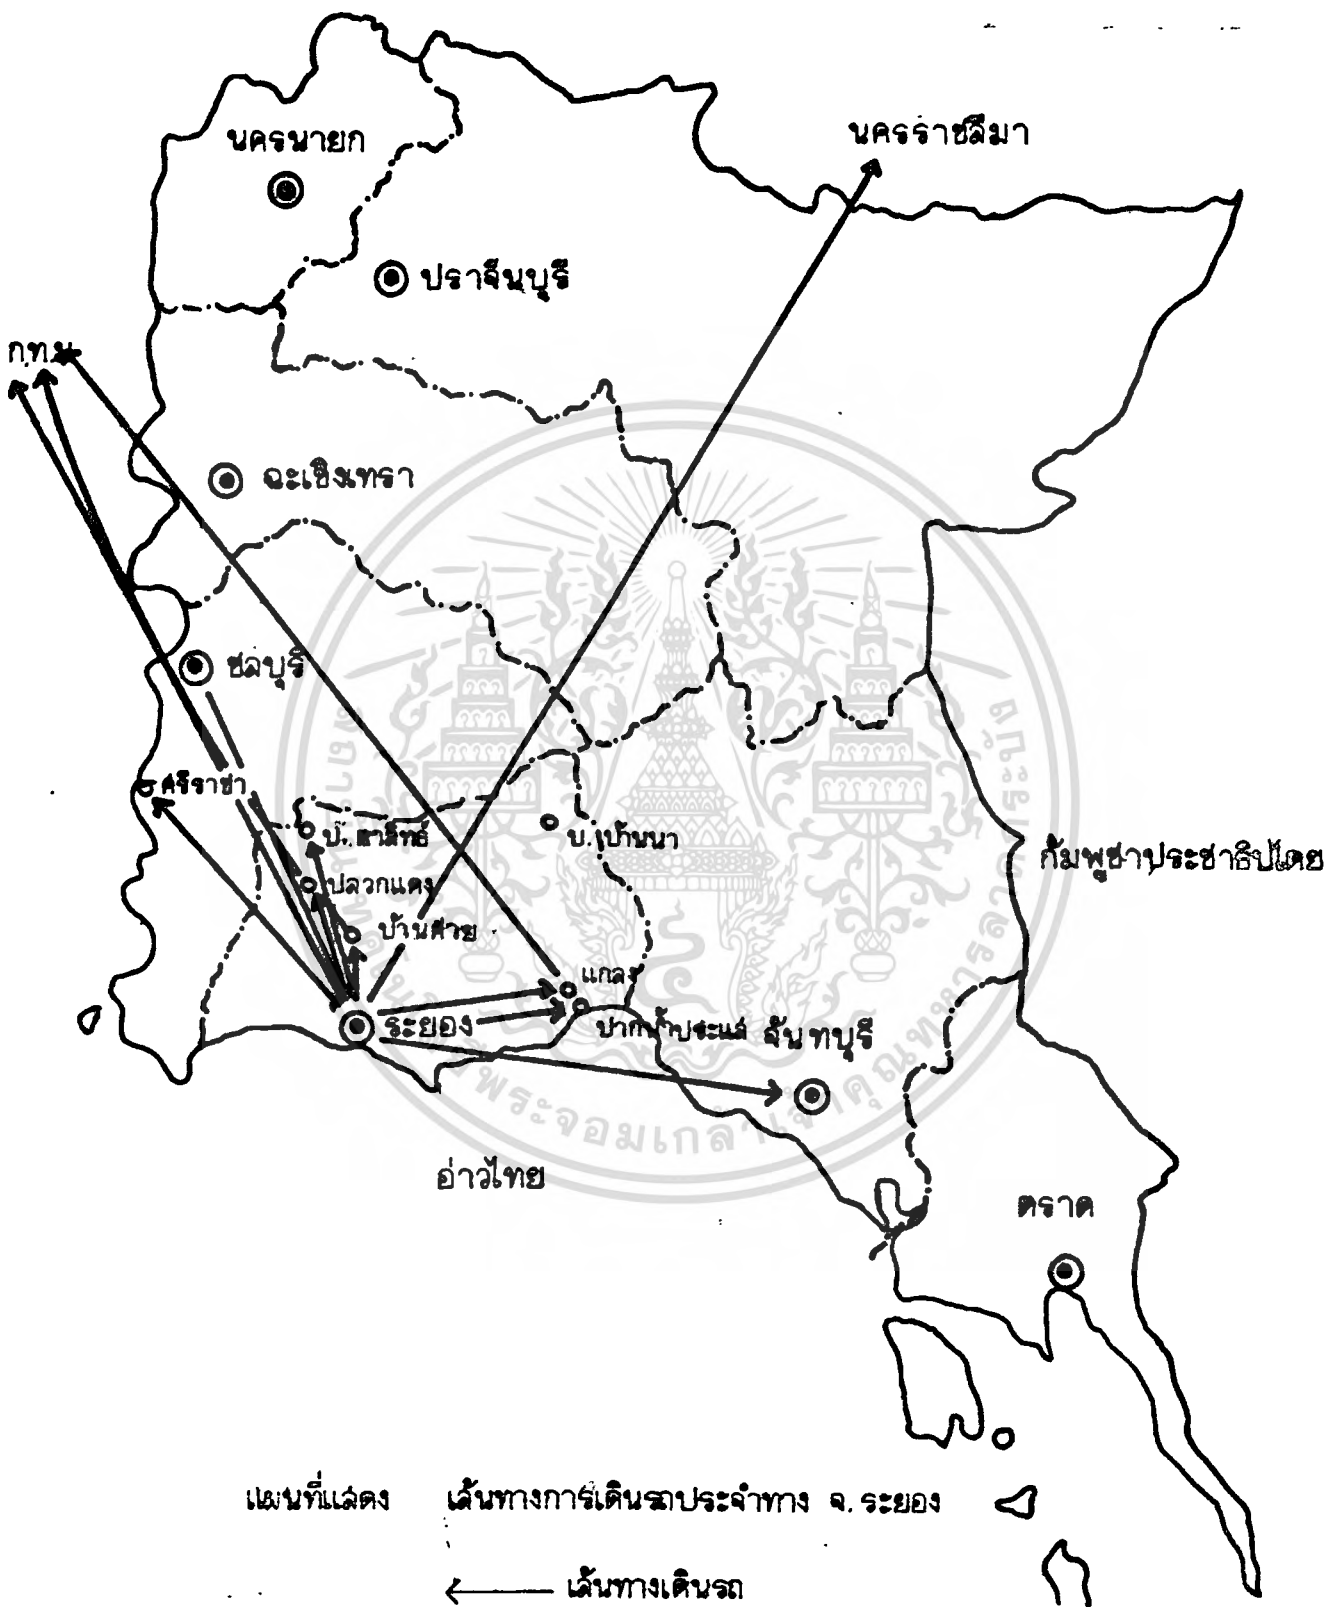 นครนายก
นครราชสีมา
ปราจีนบุรี
ก.ท.ม.
ฉะเชิงเทรา
ชลบุรี
ศรีราชา
ปลวกแดง
บ้านค่าย
แกลง
ระยอง
ปากน้ำประแส
จันทบุรี
กัมพูชาประชาธิปไตย
อ่าวไทย
ตราด
แผนที่แสดง เส้นทางการเดินรถประจำทาง จ.ระยอง
เส้นทางเดินรถ